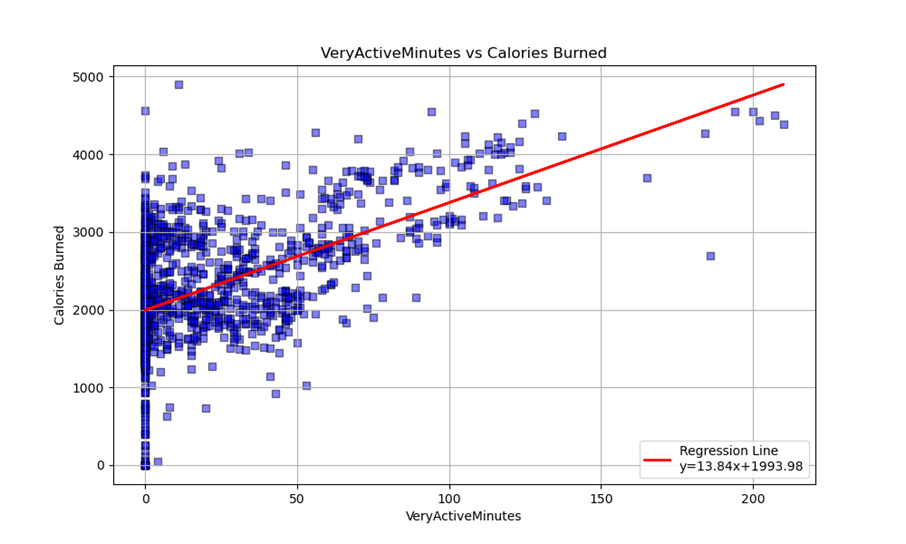 VeryActiveMinutes vs Calories Burned
5000
4000
3000
2000
1000
0
Calories Burned
0
50
100
150
200
VeryActiveMinutes
Regression Line
y=13.84x+1993.98